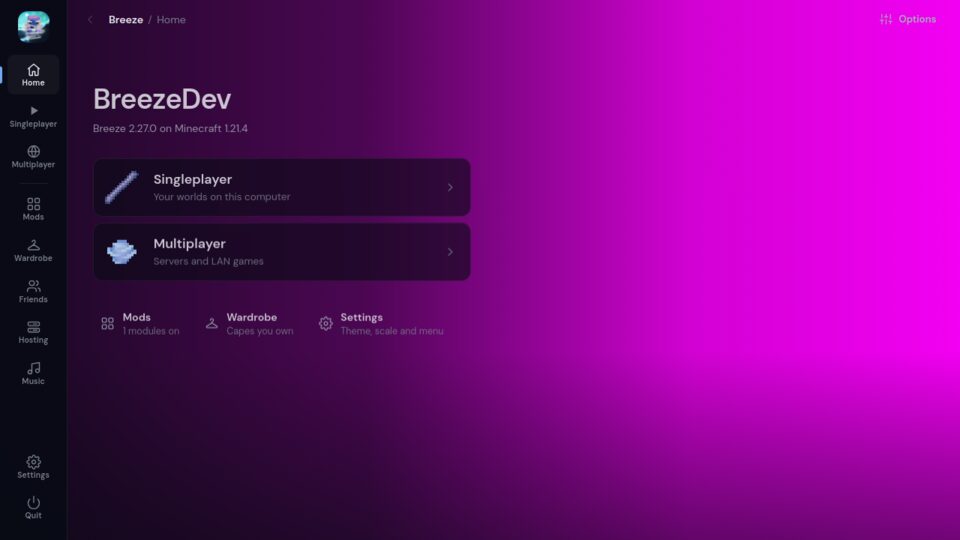 Breeze / Home
Options
Home
Singleplayer
Multiplayer
Mods
Wardrobe
Friends
Hosting
Music
Settings
Quit
BreezeDev
Breeze 2.27.0 on Minecraft 1.21.4
Singleplayer
Your worlds on this computer
Multiplayer
Servers and LAN games
Mods
1 modules on
Wardrobe
Capes you own
Settings
Theme, scale and menu